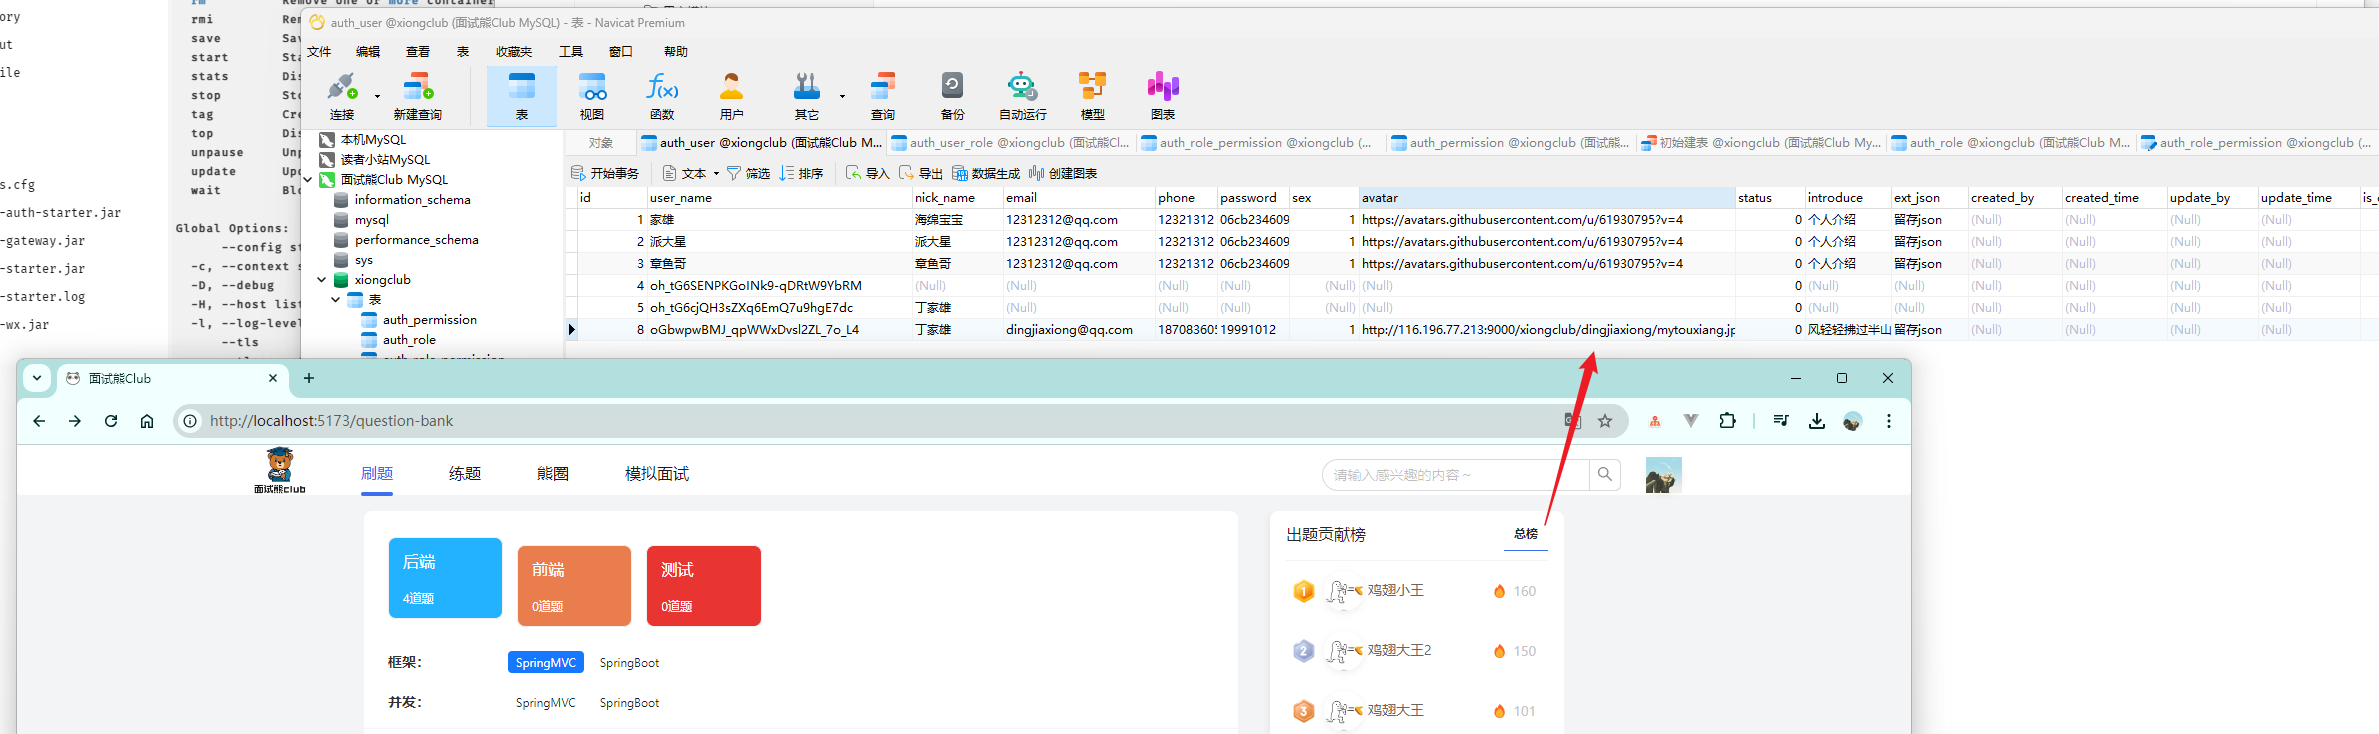 ory
ut
ile
s.cfg
-auth-starter.jar
-gateway.jar
-starter.jar
-starter.log
-wx.jar
rm Remove one or more container
rmi Rem
save Sav
start Sta
stats Dis
stop Sto
tag Cre
top Dis
unpause Unp
update Upd
wait Blo
Global Options:
--config st
-c, --context s
-D, --debug
-H, --host list
-l, --log-level
--tls
auth_user @xiongclub (面试熊Club MySQL) - 表 - Navicat Premium
文件 编辑 查看 表 收藏夹 工具 窗口 帮助
连接 新建查询 表 视图 函数 用户 其它 查询 备份 自动运行 模型 图表
本机MySQL
读者小站MySQL
面试熊Club MySQL
information_schema
mysql
performance_schema
sys
xiongclub
表
auth_permission
auth_role
auth_role_permission
对象 auth_user @xiongclub (面试熊Club M... auth_user_role @xiongclub (面试熊Cl... auth_role_permission @xiongclub (... auth_permission @xiongclub (面试熊... 初始建表 @xiongclub (面试熊Club My... auth_role @xiongclub (面试熊Club M... auth_role_permission @xiongclub (...
开始事务 文本 筛选 排序 导入 导出 数据生成 创建图表
id user_name nick_name email phone password sex avatar status introduce ext_json created_by created_time update_by update_time is_
1 家雄 海绵宝宝 12312312@qq.com 12321312 06cb234609 1 https://avatars.githubusercontent.com/u/61930795?v=4 0 个人介绍 留存json (Null) (Null) (Null) (Null)
2 派大星 派大星 12312312@qq.com 12321312 06cb234609 1 https://avatars.githubusercontent.com/u/61930795?v=4 0 个人介绍 留存json (Null) (Null) (Null) (Null)
3 章鱼哥 章鱼哥 12312312@qq.com 12321312 06cb234609 1 https://avatars.githubusercontent.com/u/61930795?v=4 0 个人介绍 留存json (Null) (Null) (Null) (Null)
4 oh_tG6SENPKGoINk9-qDRtW9YbRM (Null) (Null) (Null) (Null) (Null) (Null) 0 (Null) (Null) (Null) (Null) (Null) (Null)
5 oh_tG6cjQH3sZXq6EmQ7u9hgE7dc 丁家雄 (Null) (Null) (Null) (Null) (Null) 0 (Null) (Null) (Null) (Null) (Null) (Null)
8 oGbwpwBMJ_qpWWxDvsl2ZL_7o_L4 丁家雄 dingjiaxiong@qq.com 18708360 19991012 1 http://116.196.77.213:9000/xiongclub/dingjiaxiong/mytouxiang.jp 0 风轻轻拂过半山 留存json (Null) (Null) (Null) (Null)
面试熊Club
http://localhost:5173/question-bank
面试熊club
刷题 练题 熊圈 模拟面试 请输入感兴趣的内容～
后端
4道题
前端
0道题
测试
0道题
框架： SpringMVC SpringBoot
并发： SpringMVC SpringBoot
出题贡献榜 总榜
1 鸡翅小王 160
2 鸡翅大王2 150
3 鸡翅大王 101